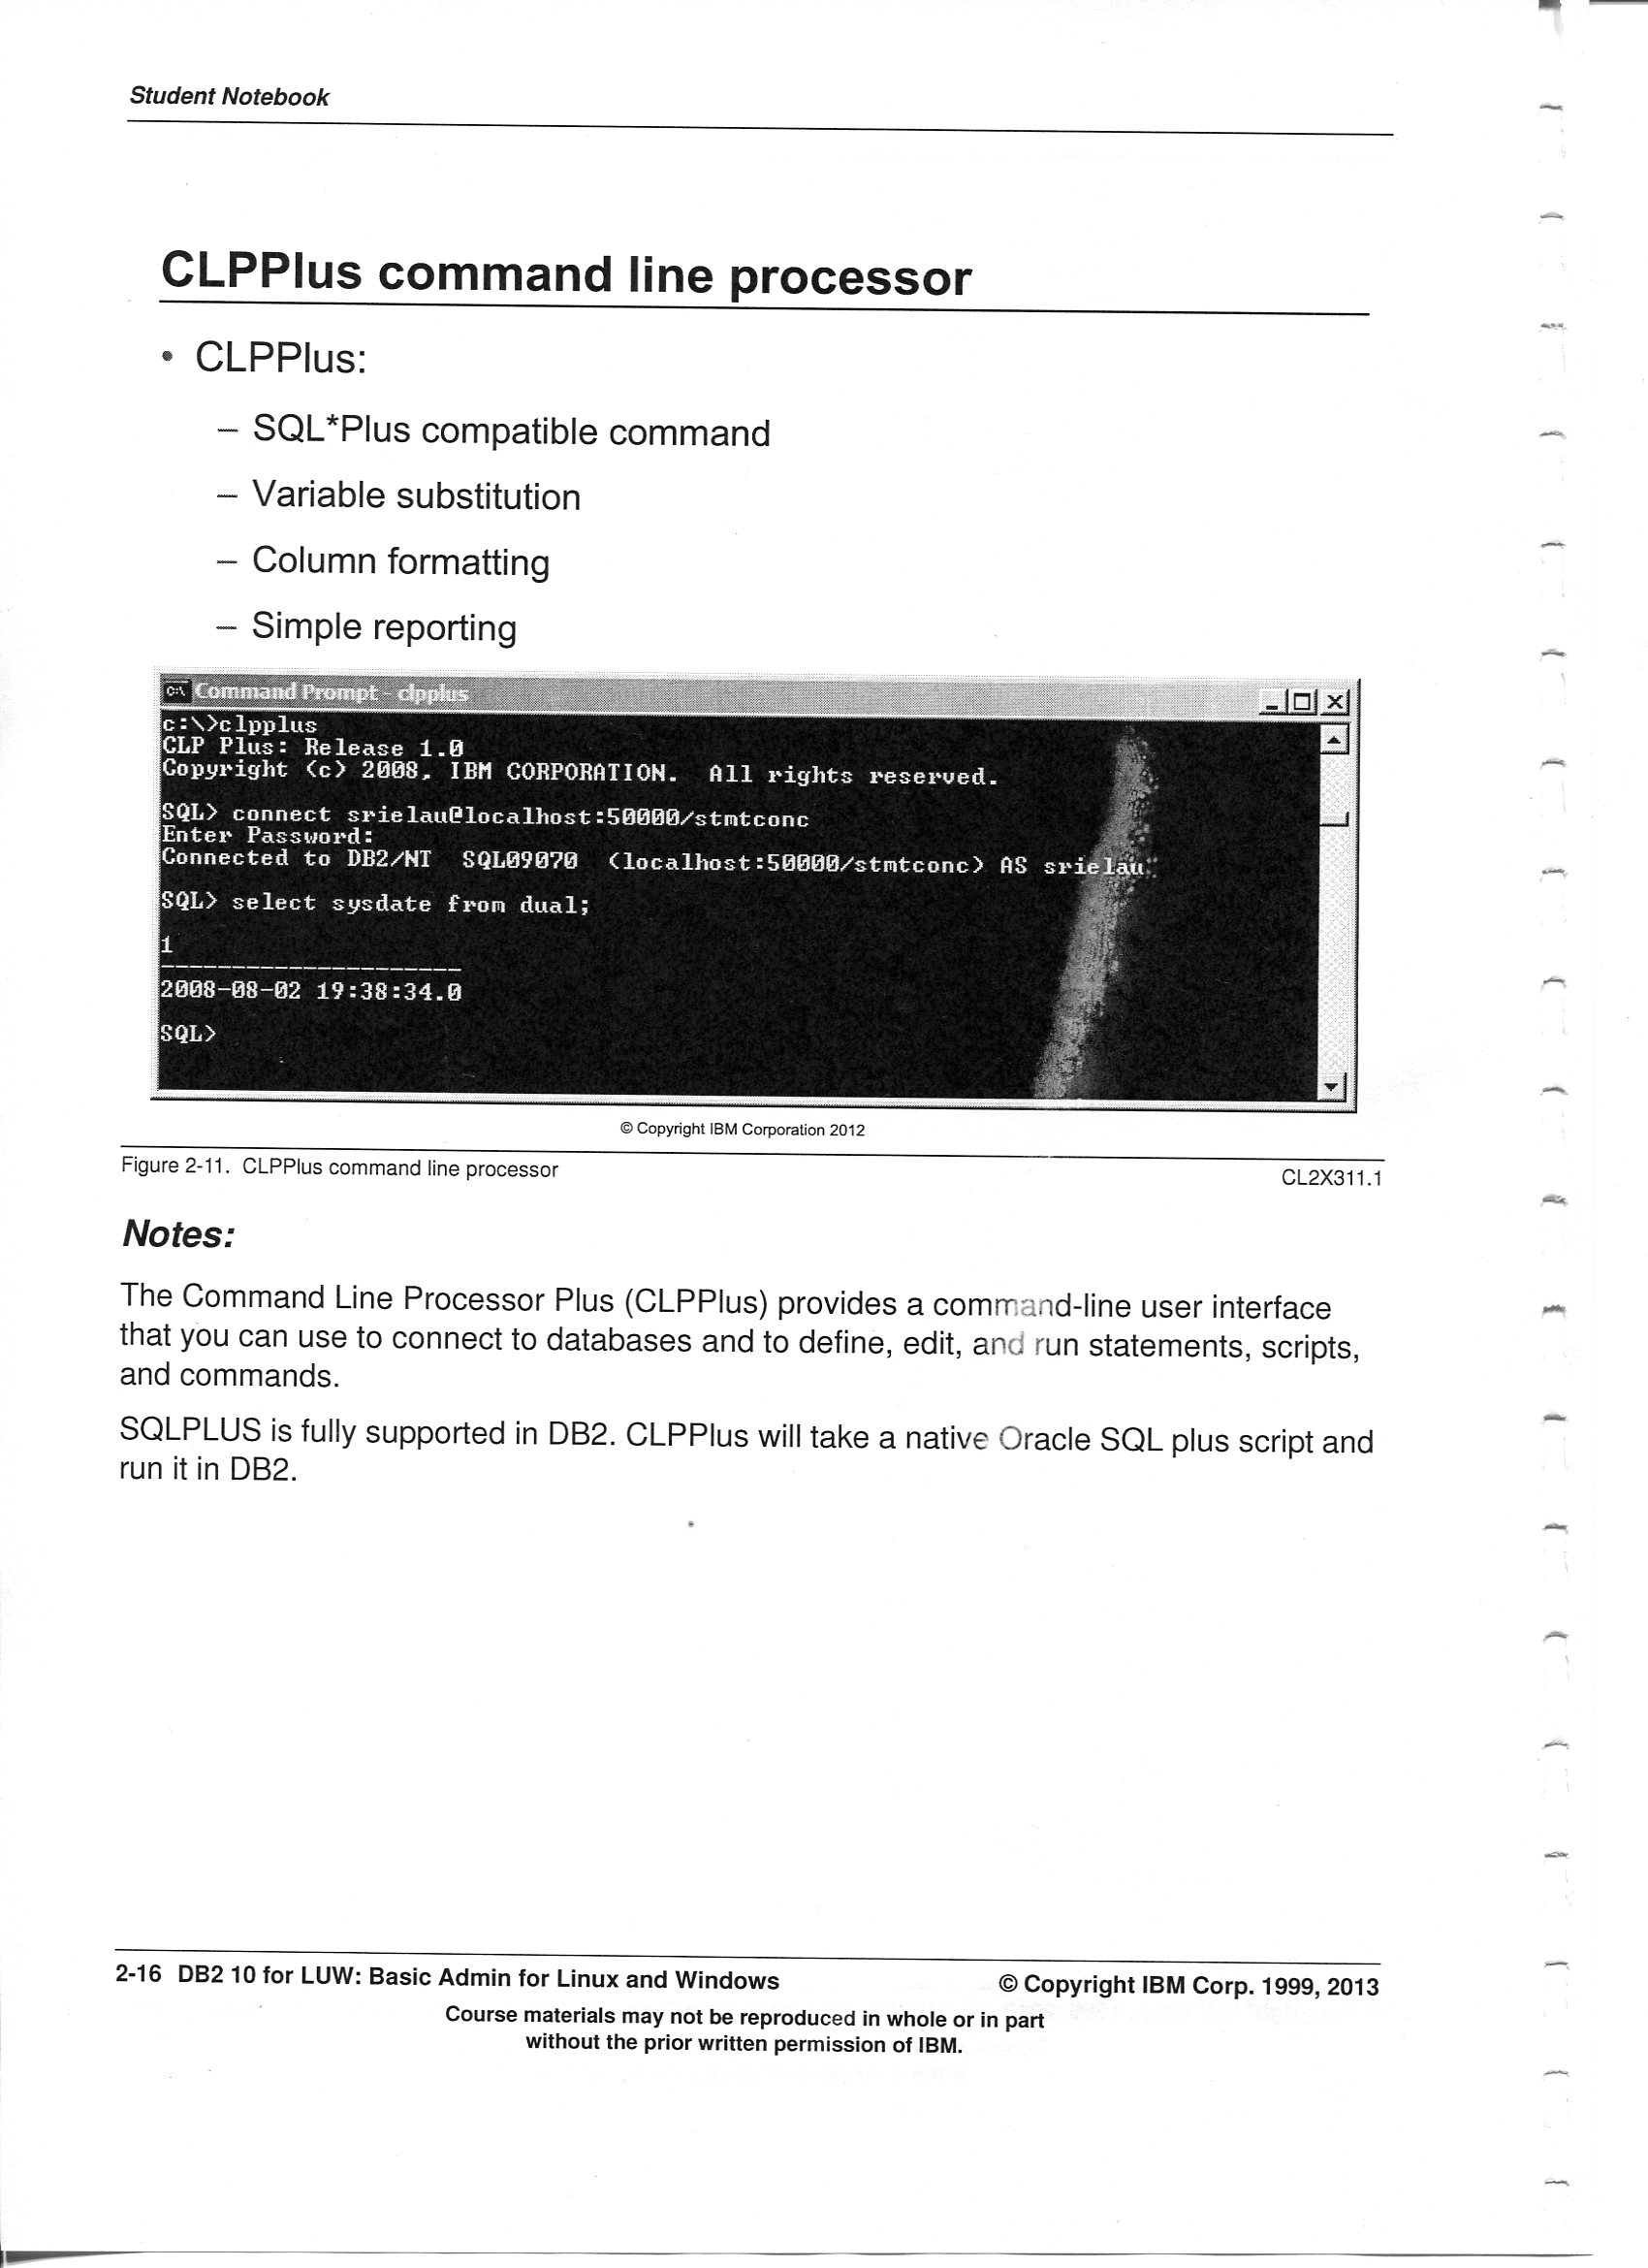 Student Notebook
CLPPlus command line processor
• CLPPlus:
– SQL*Plus compatible command
– Variable substitution
– Column formatting
– Simple reporting
C:\ Command Prompt - clpplus
c:\>clpplus
CLP Plus: Release 1.0
Copyright (c) 2008, IBM CORPORATION.  All rights reserved.
SQL> connect srielau@localhost:50000/stmtconc
Enter Password:
Connected to DB2/NT  SQL09070  (localhost:50000/stmtconc) AS srielau
SQL> select sysdate from dual;
1
---------------------
2008-08-02 19:38:34.0
SQL>
© Copyright IBM Corporation 2012
Figure 2-11. CLPPlus command line processor
CL2X311.1
Notes:
The Command Line Processor Plus (CLPPlus) provides a command-line user interface
that you can use to connect to databases and to define, edit, and run statements, scripts,
and commands.
SQLPLUS is fully supported in DB2. CLPPlus will take a native Oracle SQL plus script and
run it in DB2.
2-16 DB2 10 for LUW: Basic Admin for Linux and Windows
© Copyright IBM Corp. 1999, 2013
Course materials may not be reproduced in whole or in part
without the prior written permission of IBM.